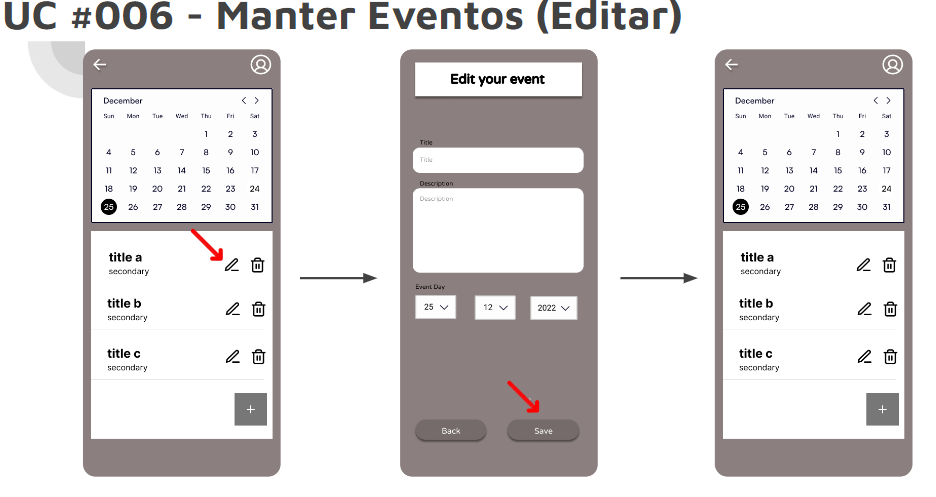 UC #006 - Manter Eventos (Editar)
December
Sun Mon Tue Wed Thu Fri Sat
1 2 3
4 5 6 7 8 9 10
11 12 13 14 15 16 17
18 19 20 21 22 23 24
25 26 27 28 29 30 31
title a
secondary
title b
secondary
title c
secondary
+
Edit your event
Title
Title
Description
Description
Event Day
25 12 2022
Back Save
December
Sun Mon Tue Wed Thu Fri Sat
1 2 3
4 5 6 7 8 9 10
11 12 13 14 15 16 17
18 19 20 21 22 23 24
25 26 27 28 29 30 31
title a
secondary
title b
secondary
title c
secondary
+